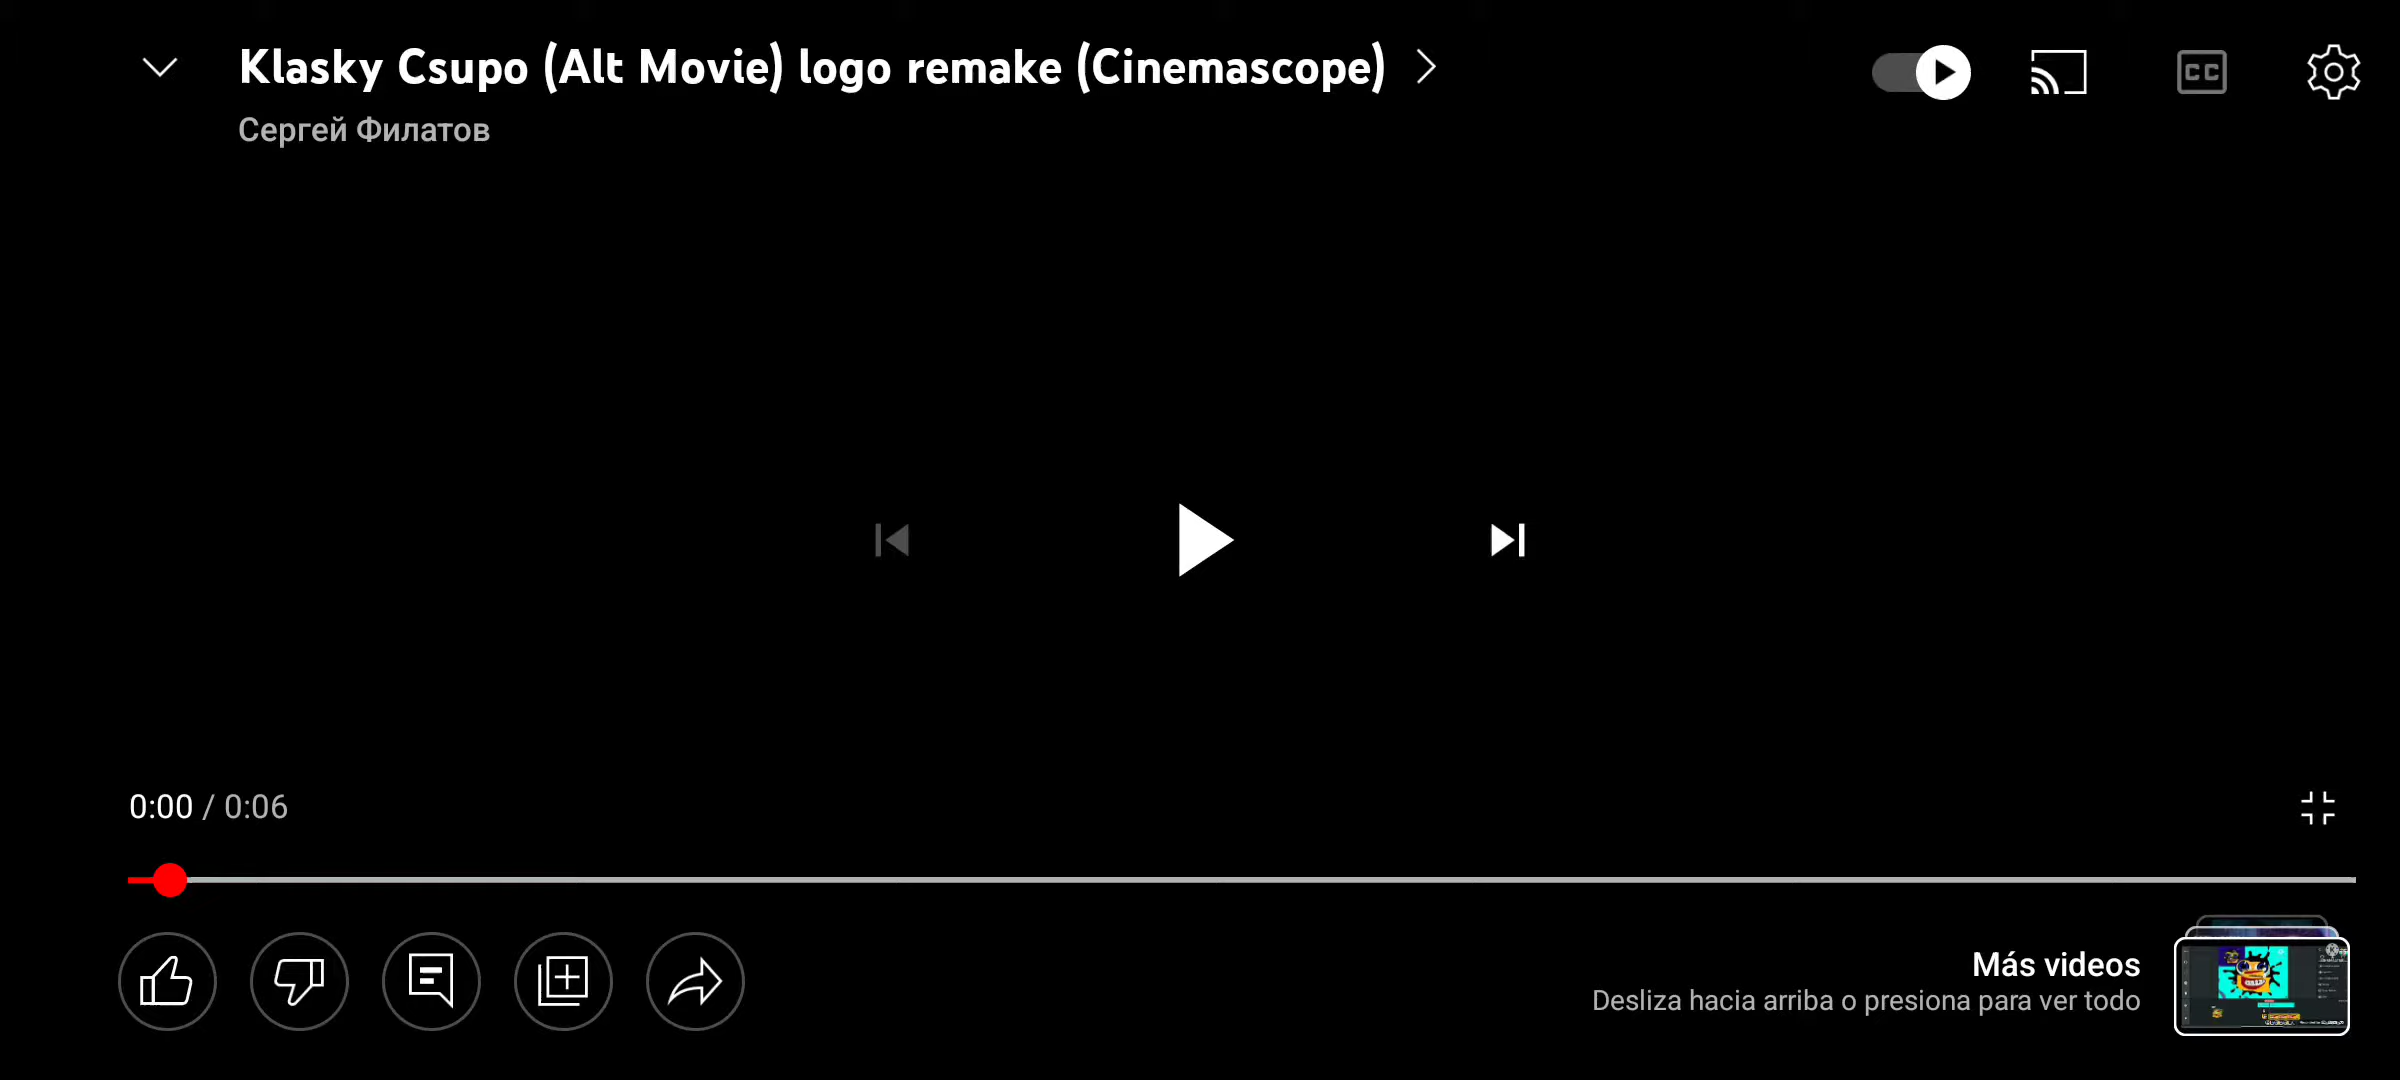 Klasky Csupo (Alt Movie) logo remake (Cinemascope)
Сергей Филатов
CC
0:00 / 0:06
Más videos
Desliza hacia arriba o presiona para ver todo